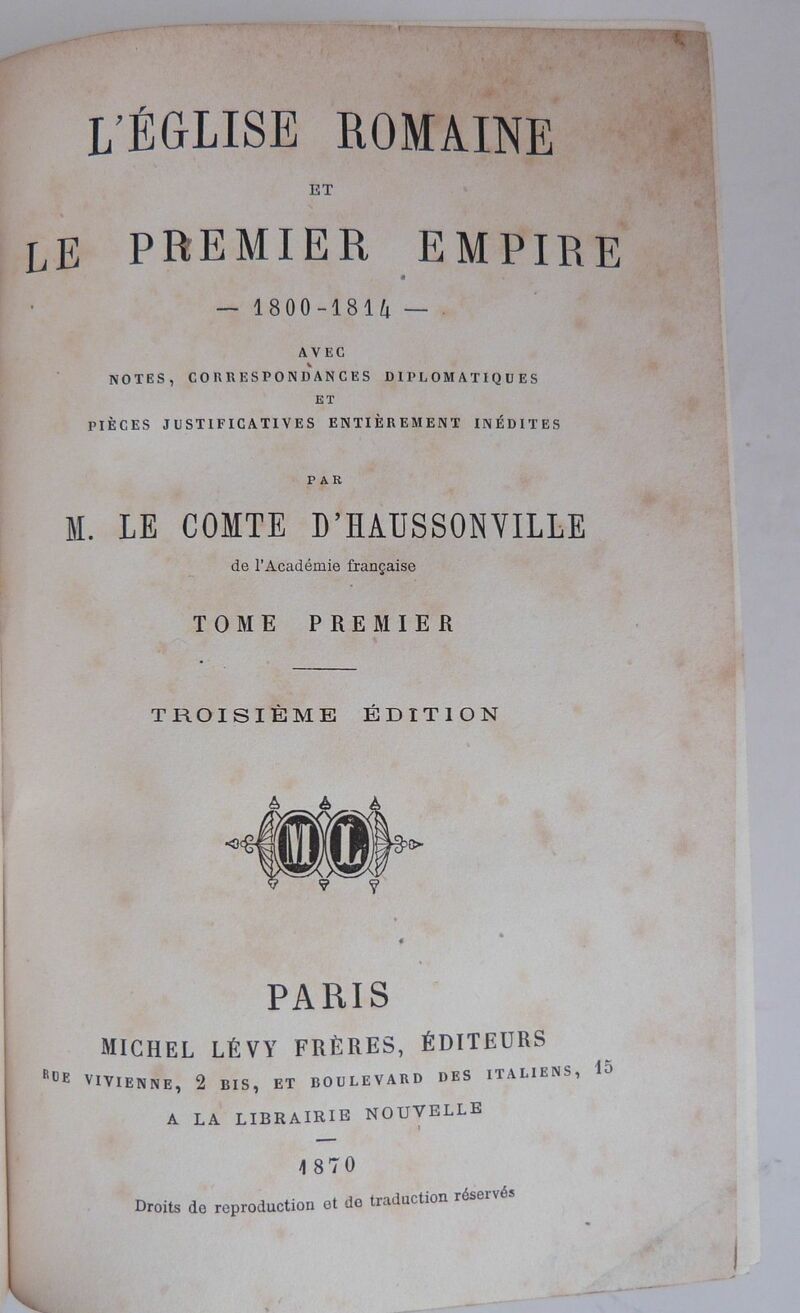 L'ÉGLISE ROMAINE
ET
LE PREMIER EMPIRE
— 1800-1814 —
AVEC
NOTES, CORRESPONDANCES DIPLOMATIQUES
ET
PIÈCES JUSTIFICATIVES ENTIÈREMENT INÉDITES
PAR
M. LE COMTE D'HAUSSONVILLE
de l'Académie française
TOME PREMIER
TROISIÈME ÉDITION
ML
PARIS
MICHEL LÉVY FRÈRES, ÉDITEURS
RUE VIVIENNE, 2 BIS, ET BOULEVARD DES ITALIENS, 15
A LA LIBRAIRIE NOUVELLE
1870
Droits de reproduction et de traduction réservés